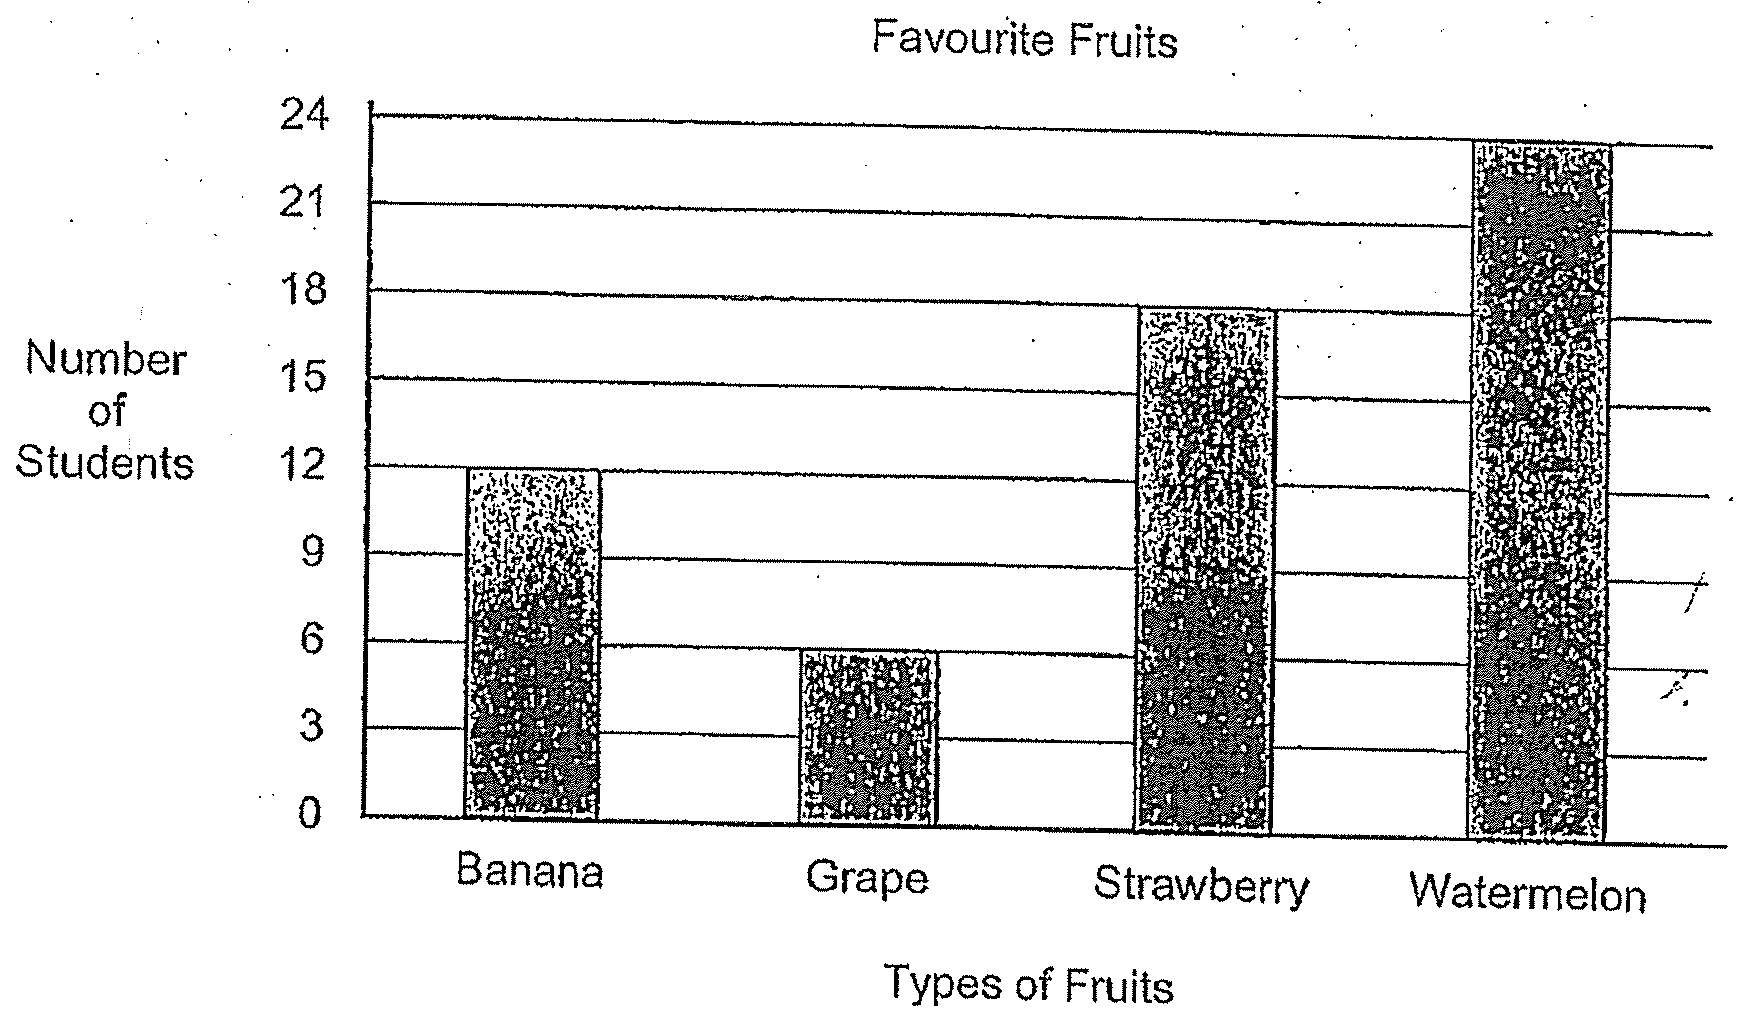 Favourite Fruits
24
21
18
15
12
9
6
3
0
Number
of
Students
Banana
Grape
Strawberry
Watermelon
Types of Fruits